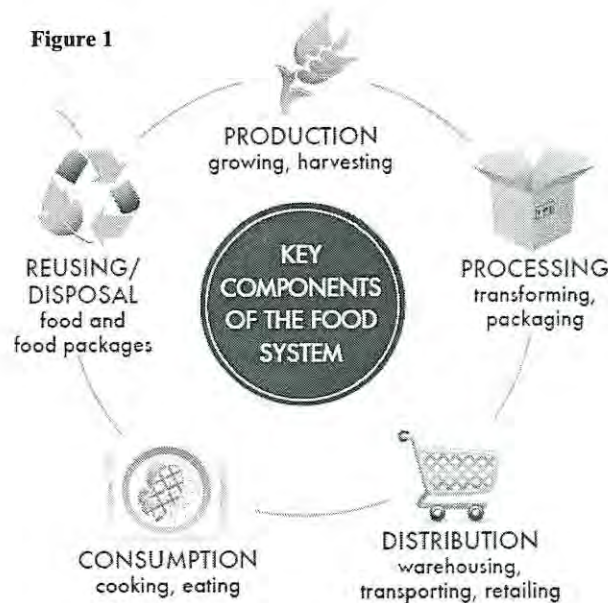 Figure 1
PRODUCTION
growing, harvesting
PROCESSING
transforming,
packaging
DISTRIBUTION
warehousing,
transporting, retailing
CONSUMPTION
cooking, eating
REUSING/
DISPOSAL
food and
food packages
KEY
COMPONENTS
OF THE FOOD
SYSTEM